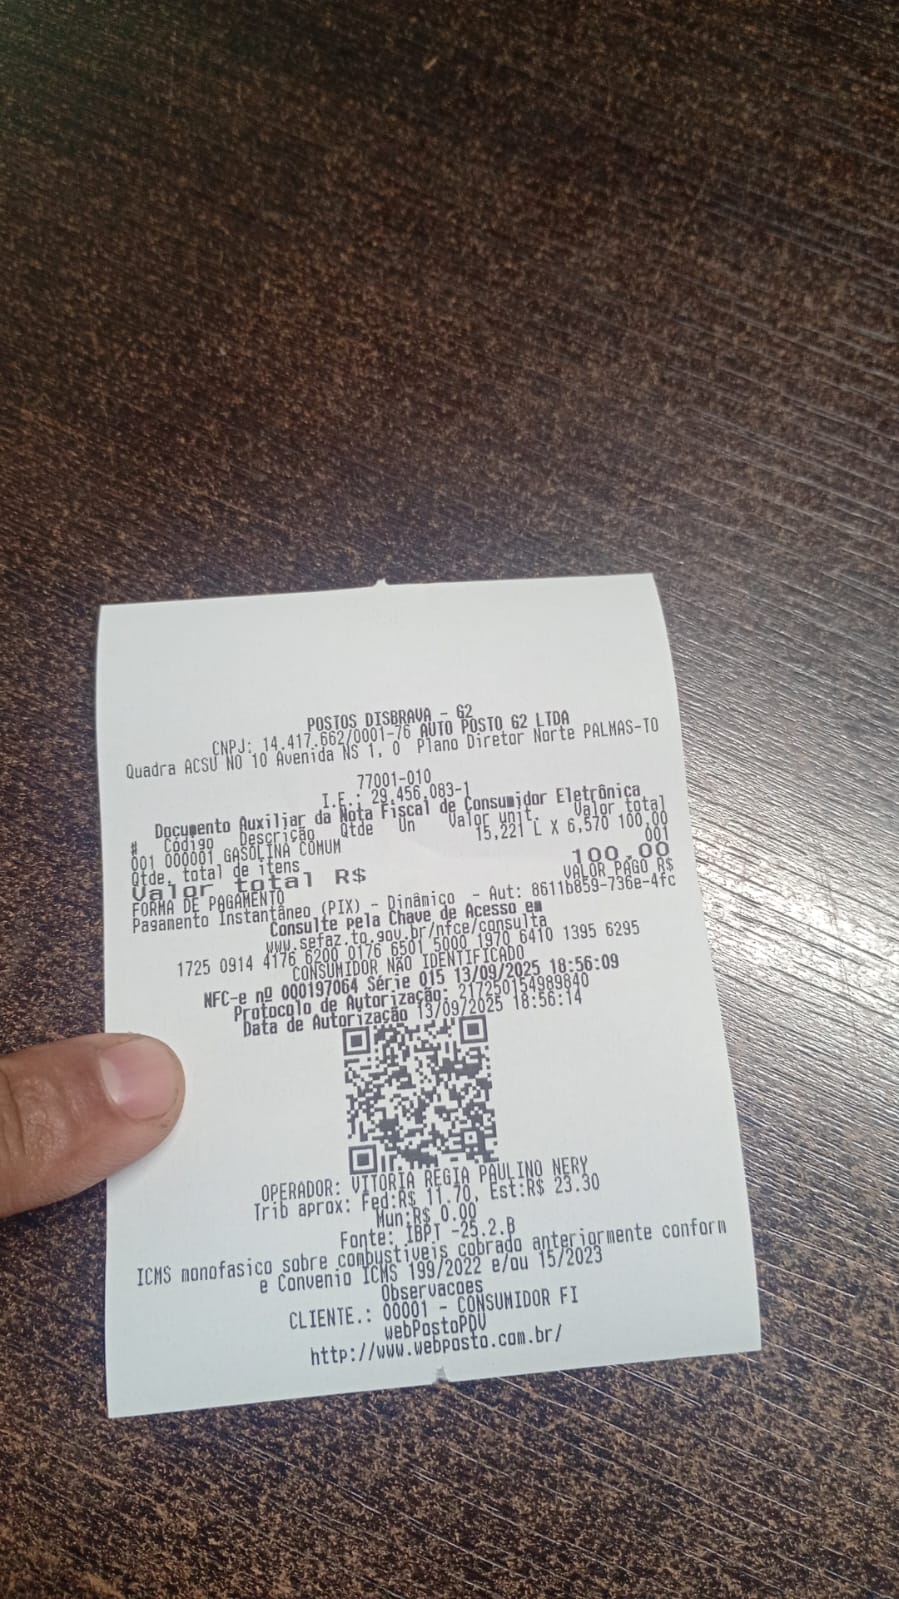 POSTOS DISBRAVA - 62
CNPJ: 14.417.662/0001-76 AUTO POSTO 62 LTDA
Quadra ACSU NO 10 Avenida NS 1, 0 Plano Diretor Norte PALMAS-TO
77001-010
I.E.: 29.456.083-1
Documento Auxiliar da Nota Fiscal de Consumidor Eletrônica
# Código Descrição Qtde Un Valor unit. Valor total
001 000001 GASOLINA COMUM 15,221 L X 6,570 100,00
Qtde. total de itens 001
Valor total R$ 100,00
FORMA DE PAGAMENTO VALOR PAGO R$
Pagamento Instantâneo (PIX) - Dinâmico - Aut: 8611b859-736e-4fc
Consulte pela Chave de Acesso em
www.sefaz.to.gov.br/nfce/consulta
1725 0914 4176 6200 0176 6501 5000 1970 6410 1395 6295
CONSUMIDOR NãO IDENTIFICADO
NFC-e nº 000197064 Série 015 13/09/2025 18:56:09
Protocolo de Autorização: 217250154989640
Data de Autorização 13/09/2025 18:56:14
OPERADOR: VITORIA REGIA PAULINO NERY
Trib aprox: Fed:R$ 11.70, Est:R$ 23.30
Mun:R$ 0.00
Fonte: IBPT -25.2.B
ICMS monofasico sobre combustiveis cobrado anteriormente conform
e Convenio ICMS 199/2022 e/ou 15/2023
Observacoes
CLIENTE.: 00001 - CONSUMIDOR FI
webPostoPDV
http://www.webposto.com.br/